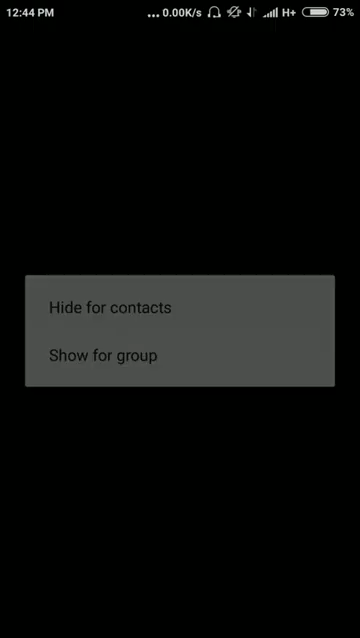 12:44 PM ... 0.00K/s H+ 73%
Hide for contacts
Show for group